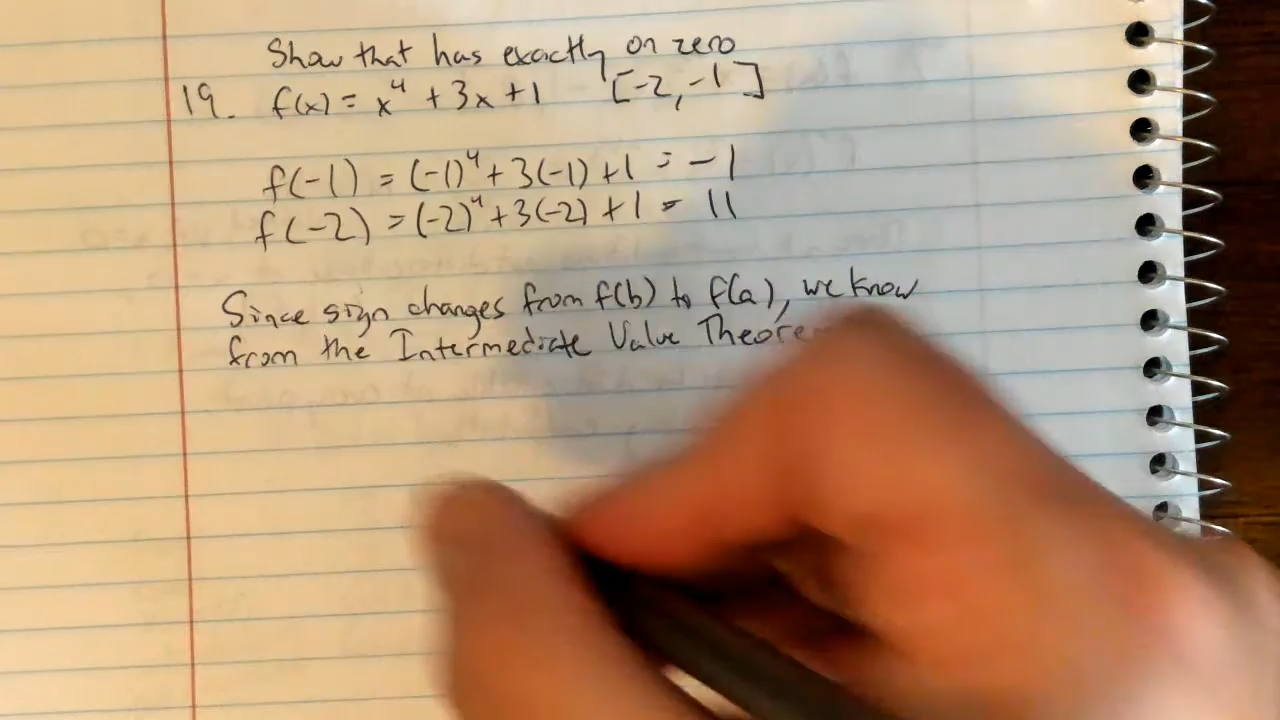 Show that has exactly on zero
19. f(x) = x⁴ + 3x + 1 [-2, -1]
f(-1) = (-1)⁴ + 3(-1) + 1 = -1
f(-2) = (-2)⁴ + 3(-2) + 1 = 11
Since sign changes from f(b) to f(a), we know
from the Intermediate Value